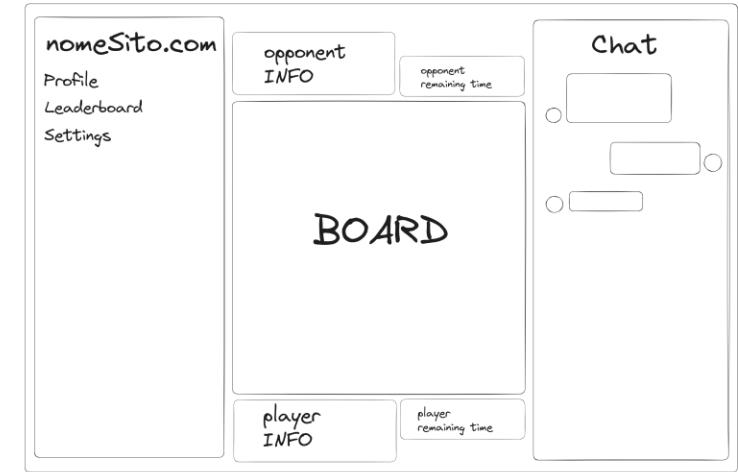 nomeSito.com
Profile
Leaderboard
Settings
opponent
INFO
opponent
remaining time
BOARD
player
INFO
player
remaining time
Chat